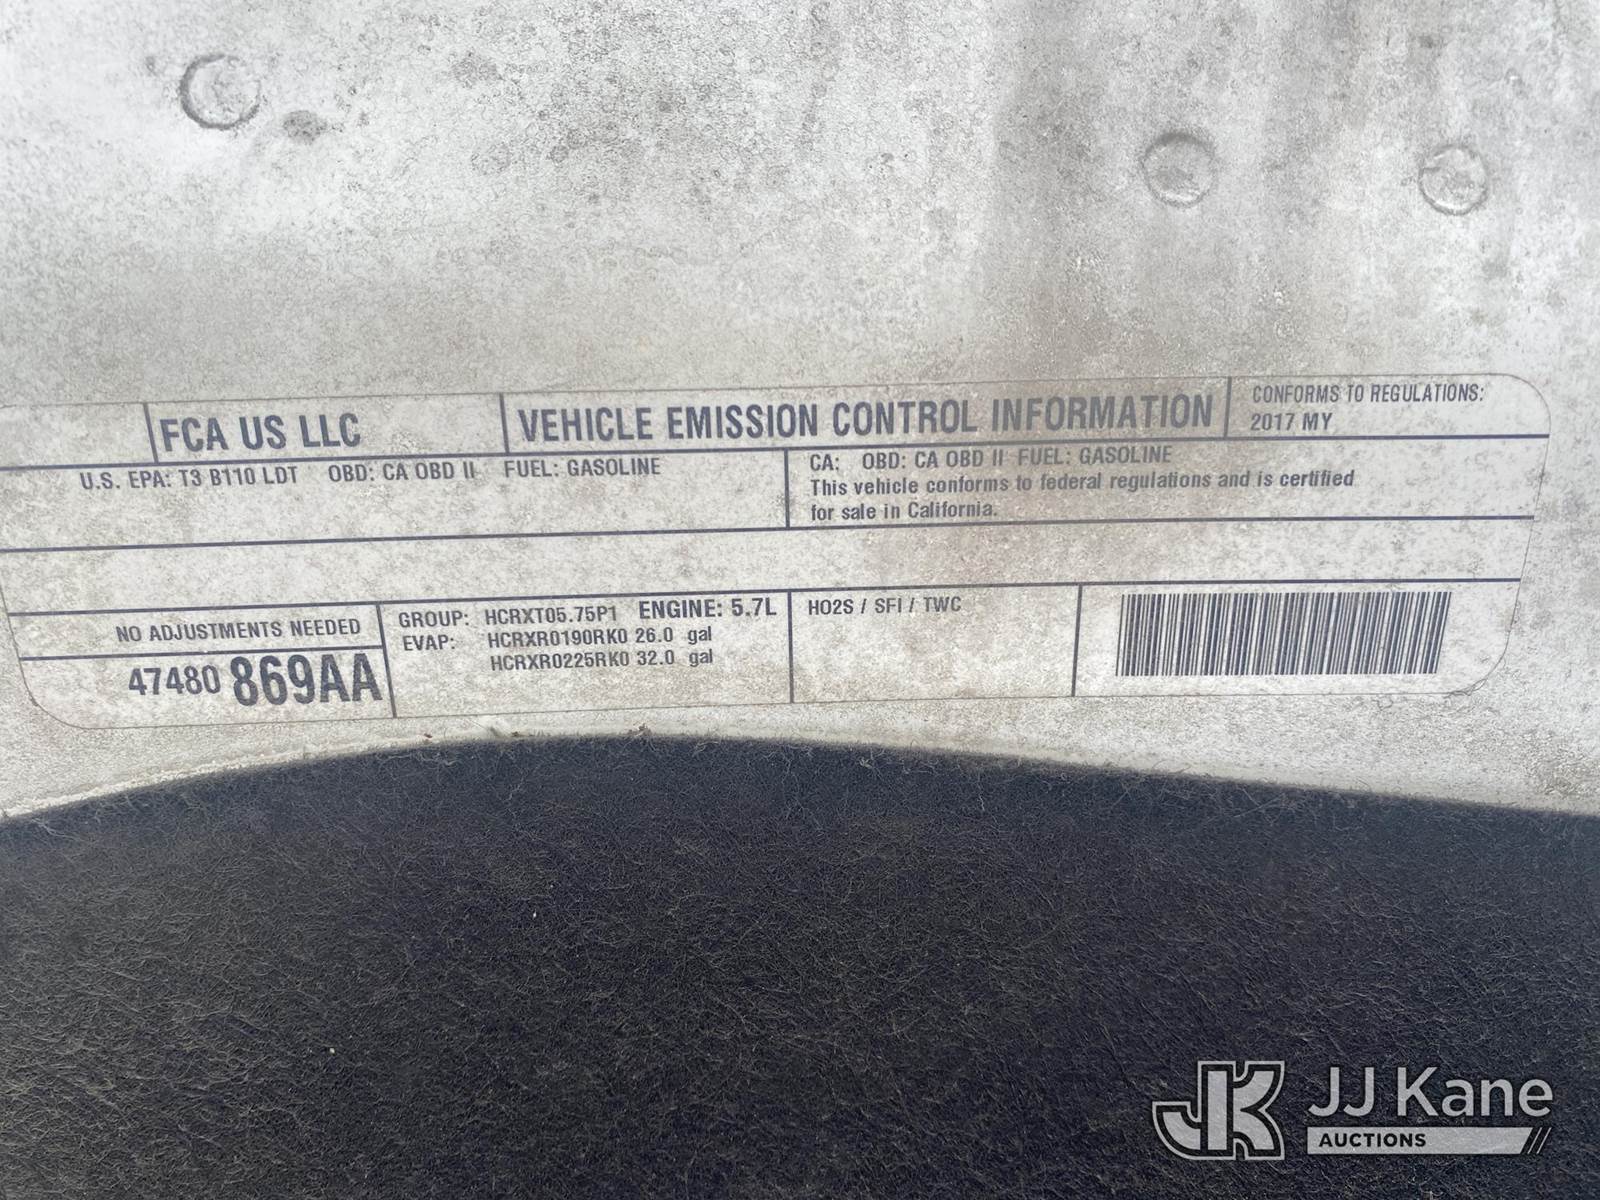 FCA US LLC
VEHICLE EMISSION CONTROL INFORMATION
CONFORMS TO REGULATIONS:
2017 MY
U.S. EPA: T3 B110 LDT OBD: CA OBD II FUEL: GASOLINE
CA: OBD: CA OBD II FUEL: GASOLINE
This vehicle conforms to federal regulations and is certified
for sale in California.
NO ADJUSTMENTS NEEDED
47480 869AA
GROUP: HCRXT05.75P1 ENGINE: 5.7L
EVAP: HCRXR0190RK0 26.0 gal
HCRXR0225RK0 32.0 gal
HO2S / SFI / TWC
JK JJ Kane
AUCTIONS